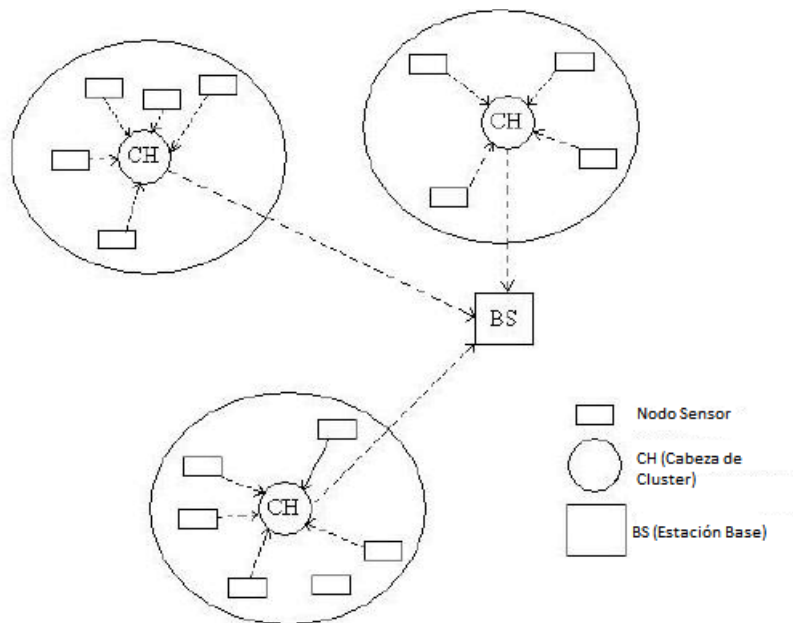 CH
CH
BS
CH
Nodo Sensor
CH (Cabeza de
Cluster)
BS (Estación Base)